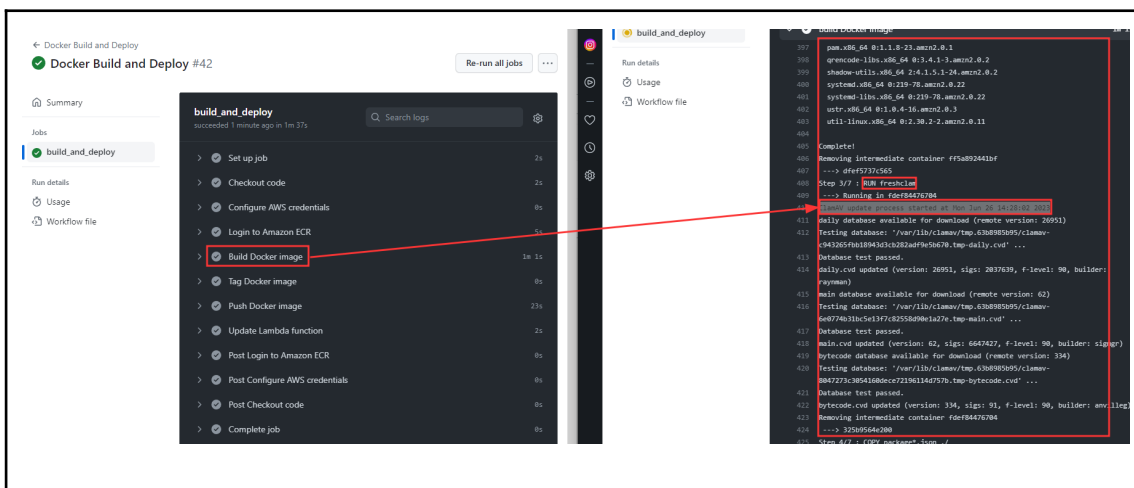 ← Docker Build and Deploy
Docker Build and Deploy #42
Re-run all jobs
...
Summary
Jobs
build_and_deploy
Run details
Usage
Workflow file
build_and_deploy
succeeded 1 minute ago in 1m 37s
Search logs
> Set up job 2s
> Checkout code 2s
> Configure AWS credentials 0s
> Login to Amazon ECR 5s
> Build Docker image 1m 1s
> Tag Docker image 0s
> Push Docker image 23s
> Update Lambda function 2s
> Post Login to Amazon ECR 0s
> Post Configure AWS credentials 0s
> Post Checkout code 0s
> Complete job 0s
build_and_deploy
Run details
Usage
Workflow file
Build Docker image
397 pam.x86_64 0:1.1.8-23.amzn2.0.1
398 qrencode-libs.x86_64 0:3.4.1-3.amzn2.0.2
399 shadow-utils.x86_64 2:4.1.5.1-24.amzn2.0.2
400 systemd.x86_64 0:219-78.amzn2.0.22
401 systemd-libs.x86_64 0:219-78.amzn2.0.22
402 ustr.x86_64 0:1.0.4-16.amzn2.0.3
403 util-linux.x86_64 0:2.30.2-2.amzn2.0.11
404
405 Complete!
406 Removing intermediate container ff5a892441bf
407 ---> dfef5737c565
408 Step 3/7 : RUN freshclam
409 ---> Running in fdef84476704
ClamAV update process started at Mon Jun 26 14:28:02 2023
411 daily database available for download (remote version: 26951)
412 Testing database: '/var/lib/clamav/tmp.63b8985b95/clamav-
c943265fbb18943d3cb282adf9e5b670.tmp-daily.cvd' ...
413 Database test passed.
414 daily.cvd updated (version: 26951, sigs: 2037639, f-level: 90, builder:
raynman)
415 main database available for download (remote version: 62)
416 Testing database: '/var/lib/clamav/tmp.63b8985b95/clamav-
6e0774b31bc5e13f7c82558d90e1a27e.tmp-main.cvd' ...
417 Database test passed.
418 main.cvd updated (version: 62, sigs: 6647427, f-level: 90, builder: sigmgr)
419 bytecode database available for download (remote version: 334)
420 Testing database: '/var/lib/clamav/tmp.63b8985b95/clamav-
8047273c3054160dece72196114d757b.tmp-bytecode.cvd' ...
421 Database test passed.
422 bytecode.cvd updated (version: 334, sigs: 91, f-level: 90, builder: anvilleg)
423 Removing intermediate container fdef84476704
424 ---> 325b9564e200
425 Step 4/7 : COPY package*.json ./